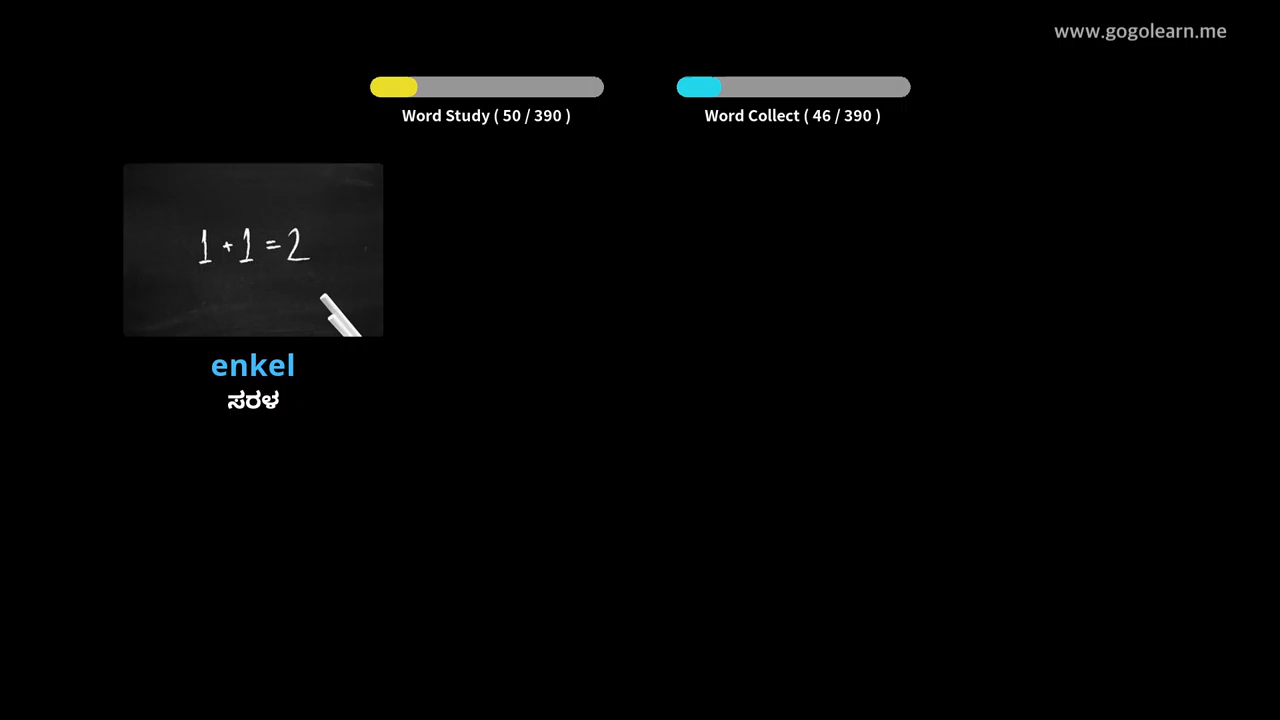 www.gogolearn.me
Word Study ( 50 / 390 )
Word Collect ( 46 / 390 )
1 + 1 = 2
enkel
ಸರಳ